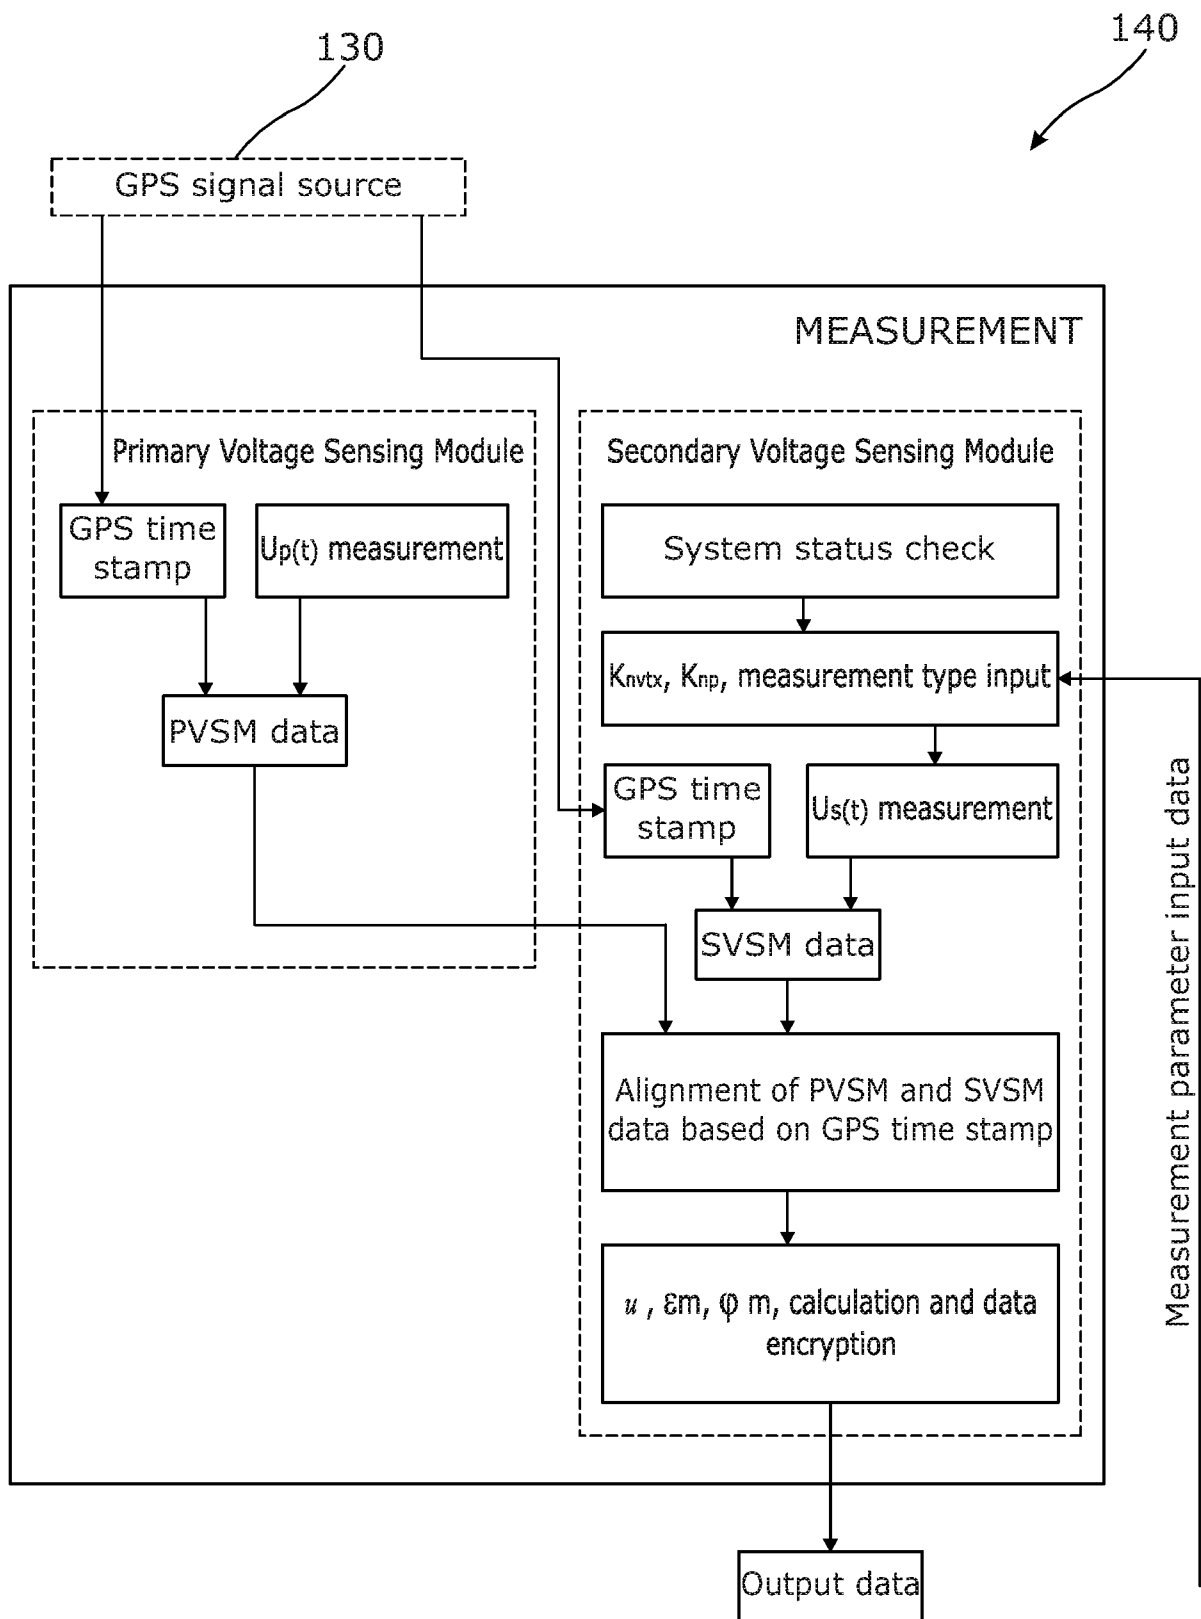 130
140
GPS signal source
MEASUREMENT
Primary Voltage Sensing Module
GPS time
stamp
Up(t) measurement
PVSM data
Secondary Voltage Sensing Module
System status check
Knvtx, Knp, measurement type input
GPS time
stamp
Us(t) measurement
SVSM data
Alignment of PVSM and SVSM
data based on GPS time stamp
u , εm, φ m, calculation and data
encryption
Output data
Measurement parameter input data